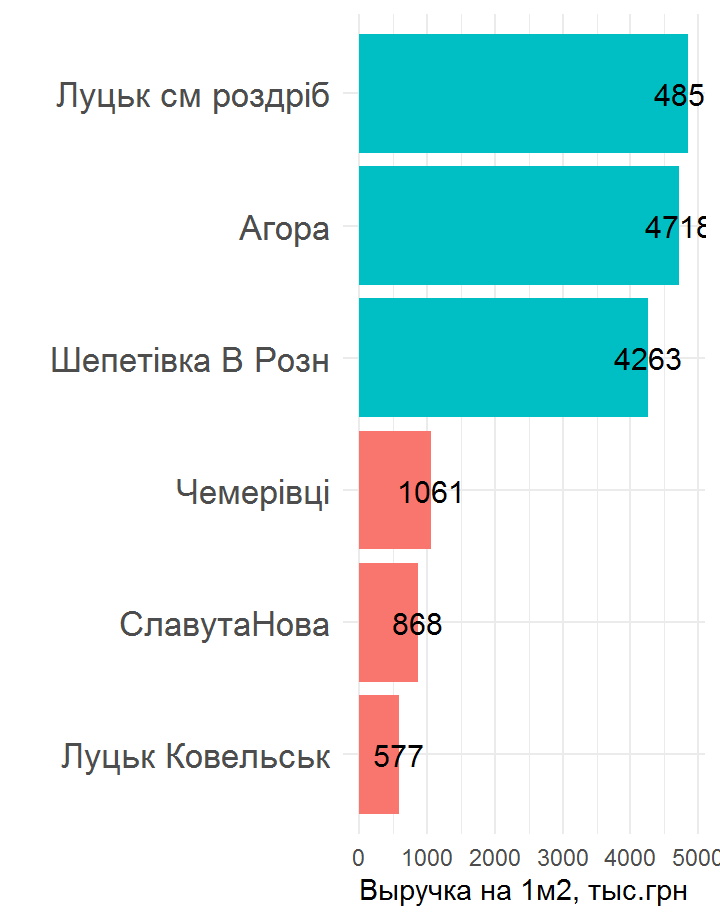 Луцьк см роздріб
485
Агора
4718
Шепетівка В Розн
4263
Чемерівці
1061
СлавутаНова
868
Луцьк Ковельськ
577
0 1000 2000 3000 4000 5000
Выручка на 1м2, тыс.грн